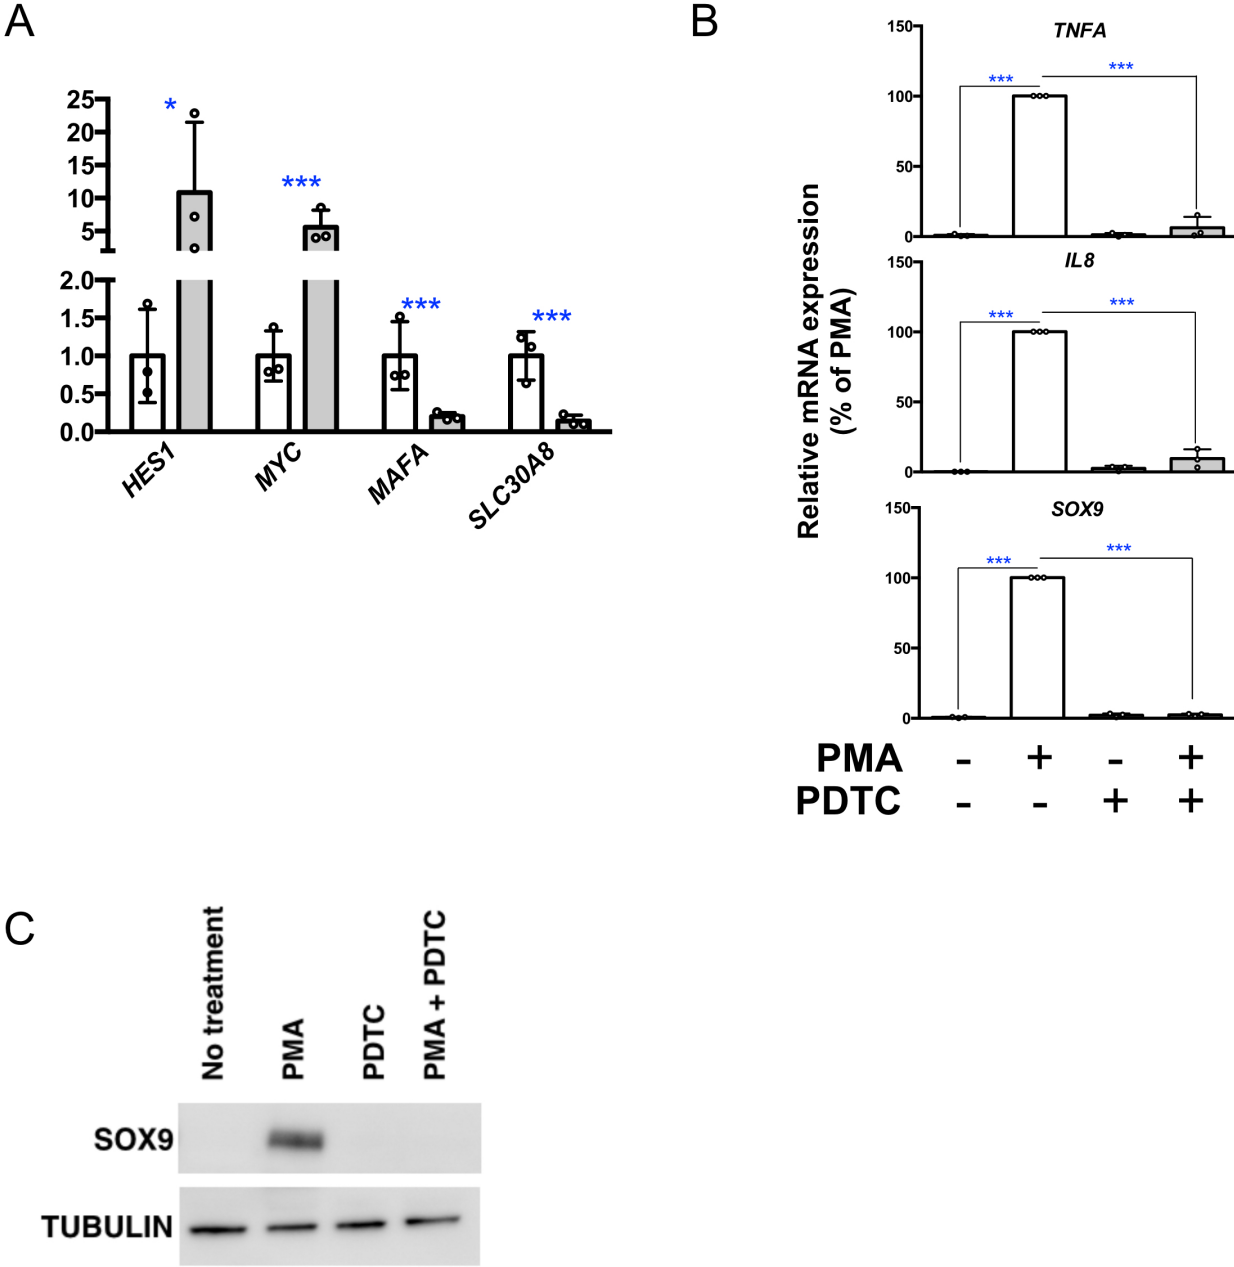 A
25
20
15
10
5
2.0
1.5
1.0
0.5
0.0
*
***
***
***
HES1
MYC
MAFA
SLC30A8
B
Relative mRNA expression
(% of PMA)
TNFA
150
100
50
0
***
***
IL8
150
100
50
0
***
***
SOX9
150
100
50
0
***
***
PMA - + - +
PDTC - - + +
C
No treatment
PMA
PDTC
PMA + PDTC
SOX9
TUBULIN